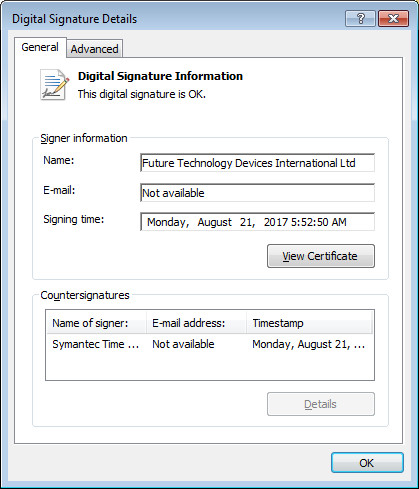 Digital Signature Details
General
Advanced
Digital Signature Information
This digital signature is OK.
Signer information
Name:
Future Technology Devices International Ltd
E-mail:
Not available
Signing time:
Monday, August 21, 2017 5:52:50 AM
View Certificate
Countersignatures
Name of signer: E-mail address: Timestamp
Symantec Time ... Not available Monday, August 21, ...
Details
OK